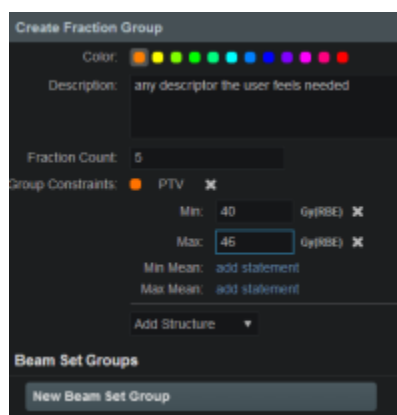 Create Fraction Group
Color:
Description: any descriptor the user feels needed
Fraction Count: 5
Group Constraints: PTV
Min: 40 Gy(RBE)
Max: 46 Gy(RBE)
Min Mean: add statement
Max Mean: add statement
Add Structure
Beam Set Groups
New Beam Set Group